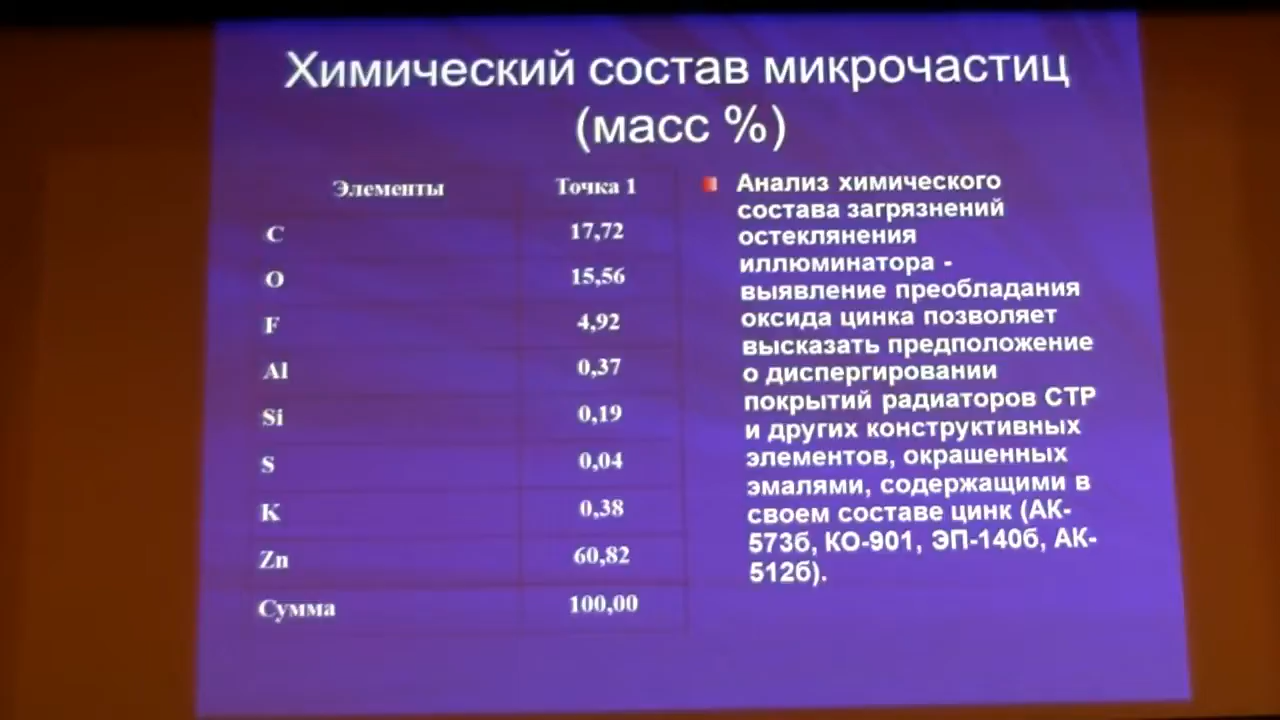 Химический состав микрочастиц
(масс %)
Элементы Точка 1
C 17,72
O 15,56
F 4,92
Al 0,37
Si 0,19
S 0,04
K 0,38
Zn 60,82
Сумма 100,00
Анализ химического
состава загрязнений
остеклянения
иллюминатора -
выявление преобладания
оксида цинка позволяет
высказать предположение
о диспергировании
покрытий радиаторов СТР
и других конструктивных
элементов, окрашенных
эмалями, содержащими в
своем составе цинк (АК-
573б, КО-901, ЭП-140б, АК-
512б).